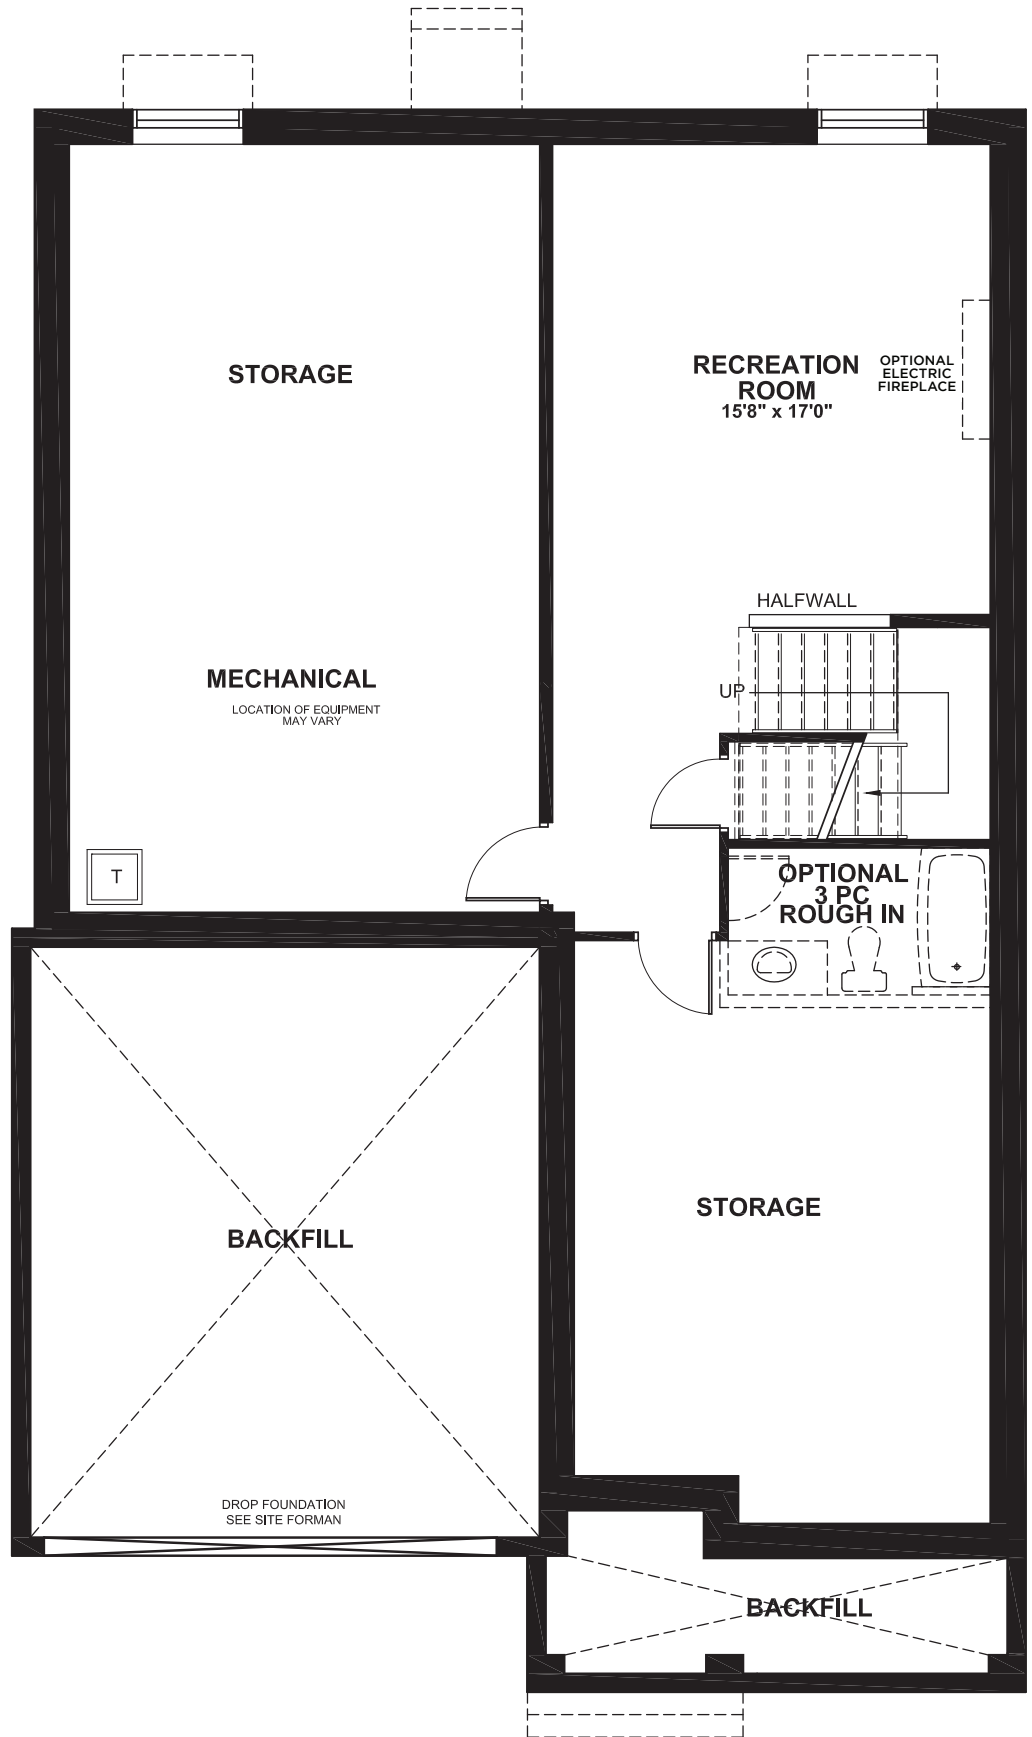 STORAGE
RECREATION
ROOM
15'8" x 17'0"
OPTIONAL
ELECTRIC
FIREPLACE
HALFWALL
MECHANICAL
LOCATION OF EQUIPMENT
MAY VARY
UP
T
OPTIONAL
3 PC
ROUGH IN
STORAGE
BACKFILL
DROP FOUNDATION
SEE SITE FORMAN
BACKFILL